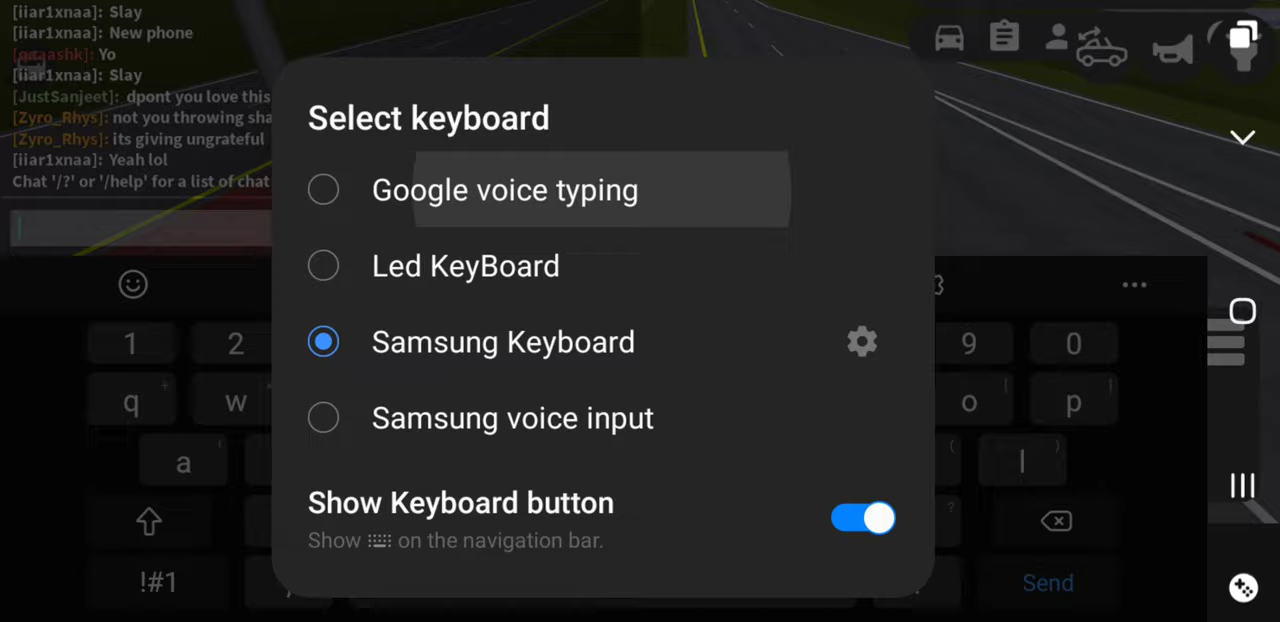 [iiar1xnaa]: Slay
[iiar1xnaa]: New phone
Yo
[iiar1xnaa]: Slay
[JustSanjeet]: dpont you love this
[Zyro_Rhys]: not you throwing sha
[Zyro_Rhys]: its giving ungrateful
[iiar1xnaa]: Yeah lol
Chat '/?' or '/help' for a list of chat
Select keyboard
Google voice typing
Led KeyBoard
Samsung Keyboard
Samsung voice input
Show Keyboard button
Show on the navigation bar.
1 2 9 0
q w o p
a l
!#1 Send